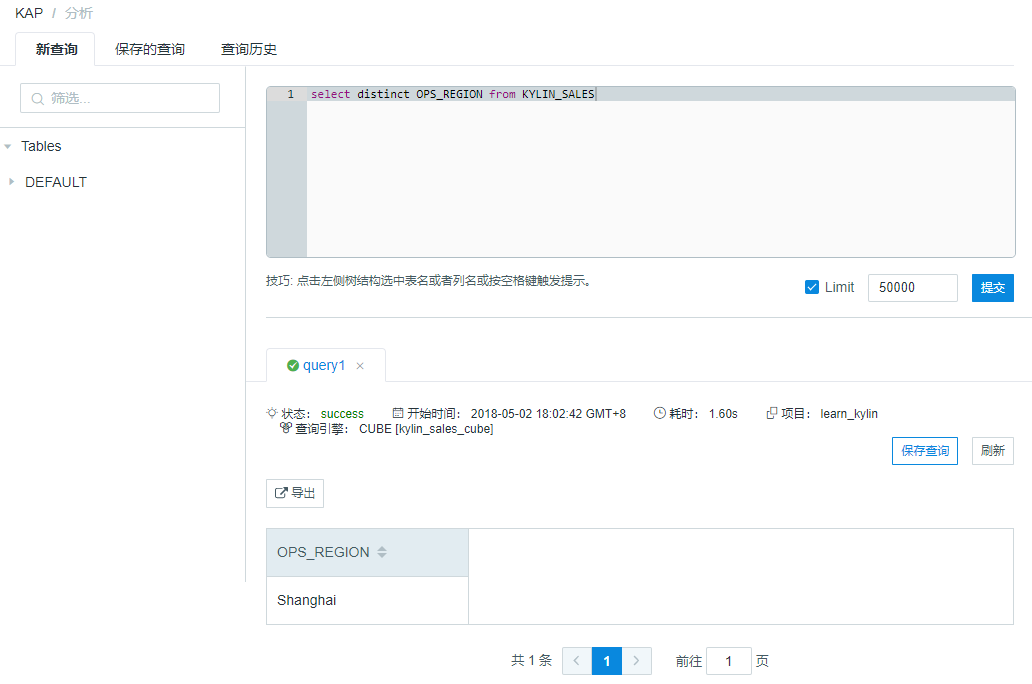 KAP / 分析
新查询 保存的查询 查询历史
筛选...
Tables
DEFAULT
1 select distinct OPS_REGION from KYLIN_SALES
技巧: 点击左侧树结构选中表名或者列名或按空格键触发提示。
Limit 50000 提交
query1 ×
状态: success 开始时间: 2018-05-02 18:02:42 GMT+8 耗时: 1.60s 项目: learn_kylin
查询引擎: CUBE [kylin_sales_cube]
保存查询 刷新
导出
OPS_REGION
Shanghai
共 1 条 < 1 > 前往 1 页